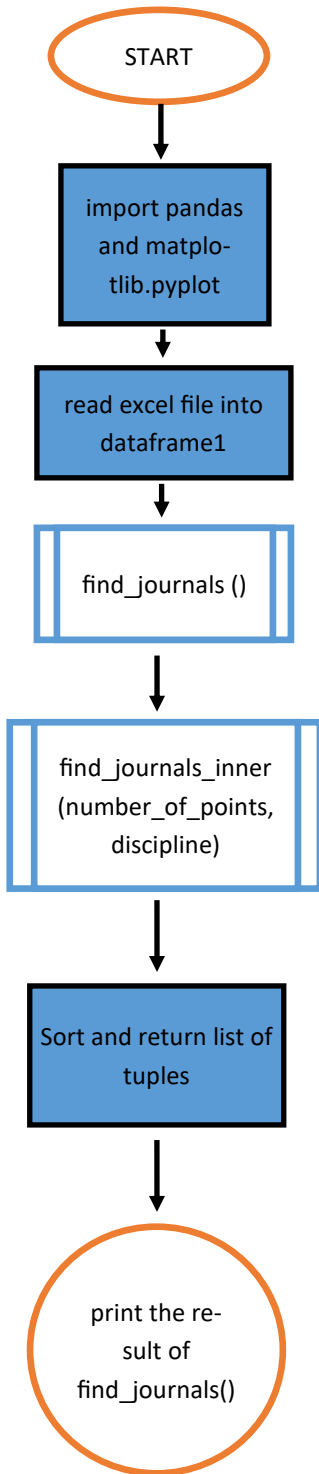 START
import pandas
and matplo-
tlib.pyplot
read excel file into
dataframe1
find_journals ()
find_journals_inner
(number_of_points,
discipline)
Sort and return list of
tuples
print the re-
sult of
find_journals()